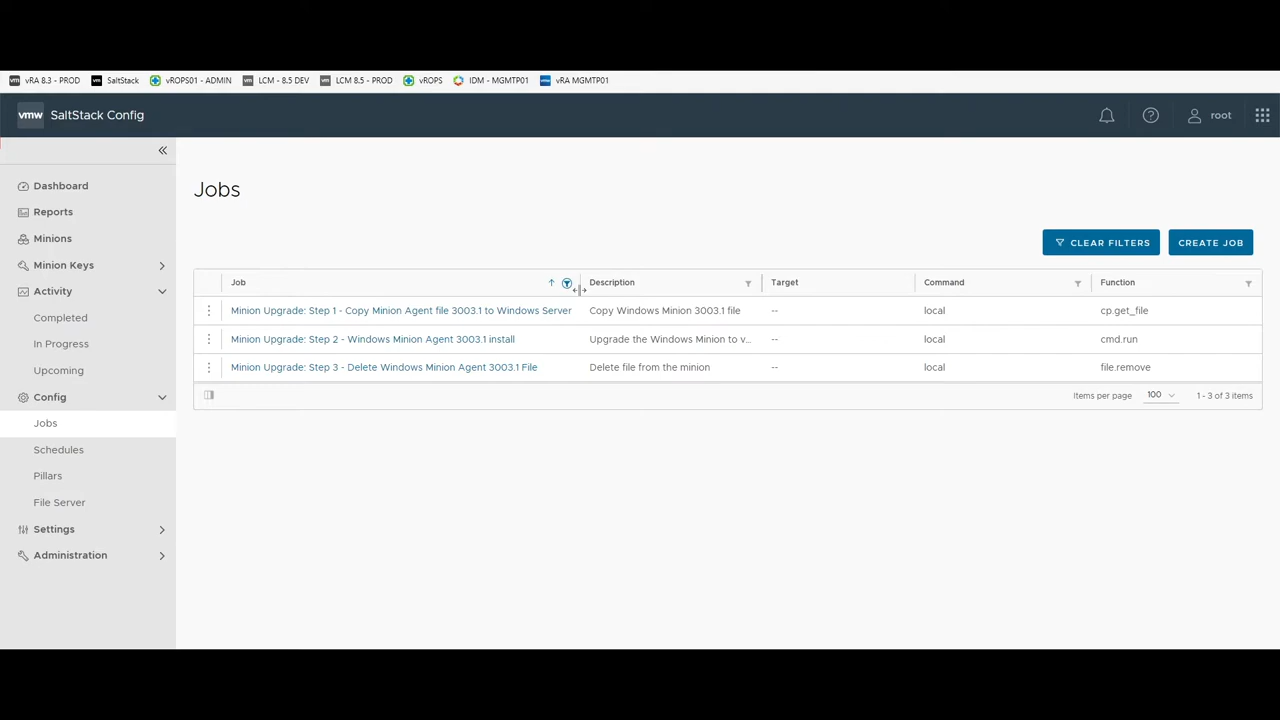 vm vRA 8.3 - PROD vm SaltStack vROPS01 - ADMIN vm LCM - 8.5 DEV vm LCM 8.5 - PROD vROPS IDM - MGMTP01 vmw vRA MGMTP01
vmw SaltStack Config root
Dashboard
Reports
Minions
Minion Keys
Activity
Completed
In Progress
Upcoming
Config
Jobs
Schedules
Pillars
File Server
Settings
Administration
Jobs
CLEAR FILTERS CREATE JOB
Job Description Target Command Function
Minion Upgrade: Step 1 - Copy Minion Agent file 3003.1 to Windows Server Copy Windows Minion 3003.1 file -- local cp.get_file
Minion Upgrade: Step 2 - Windows Minion Agent 3003.1 install Upgrade the Windows Minion to v... -- local cmd.run
Minion Upgrade: Step 3 - Delete Windows Minion Agent 3003.1 File Delete file from the minion -- local file.remove
Items per page 100 1 - 3 of 3 items